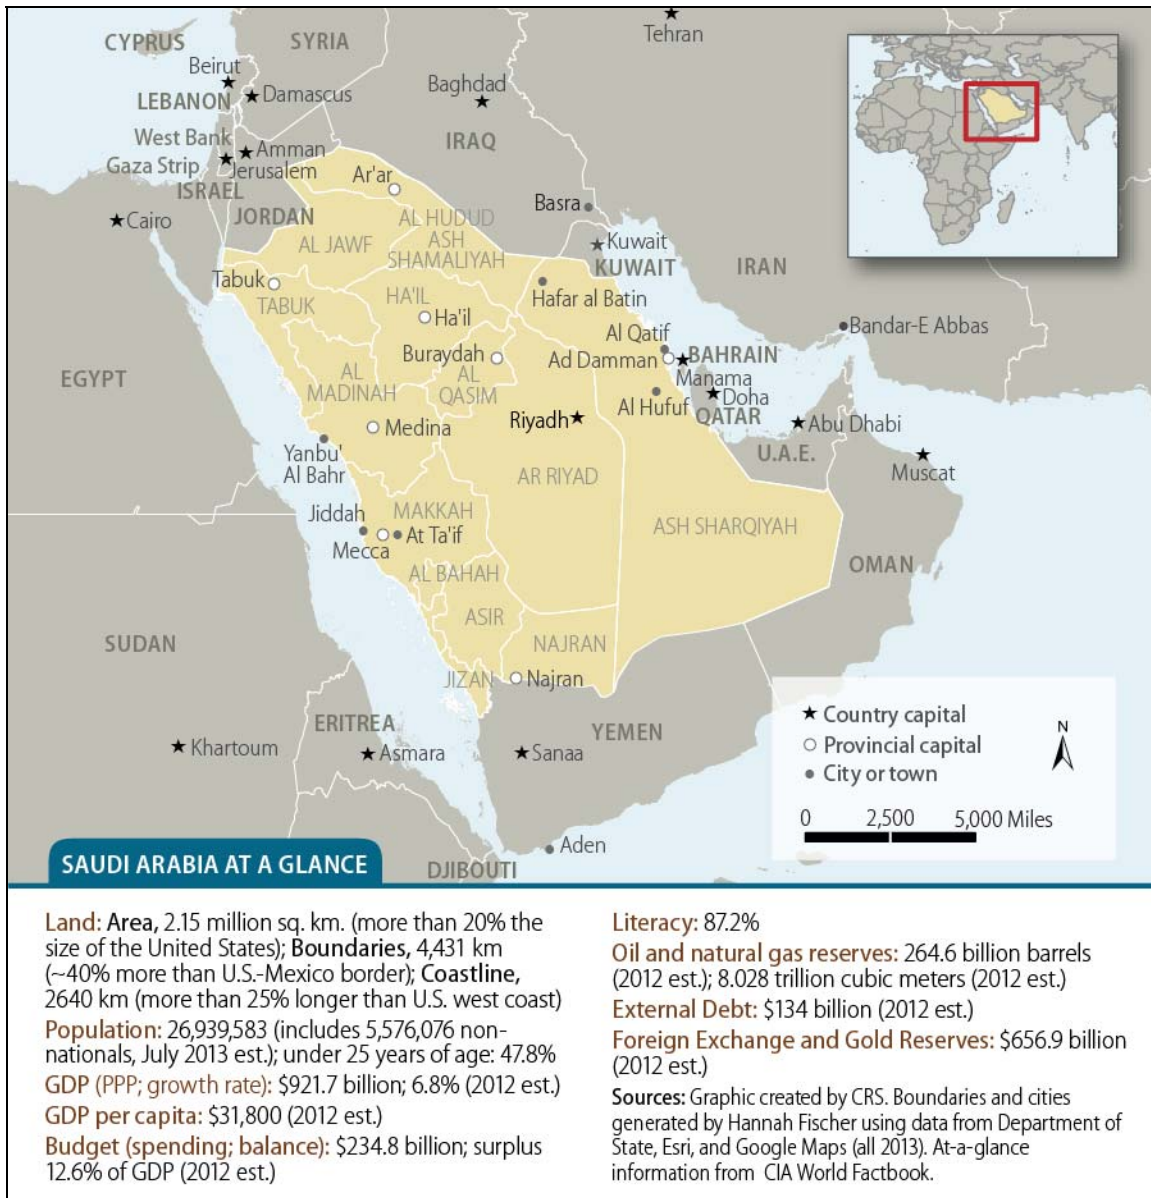 CYPRUS
SYRIA
Tehran
Beirut
LEBANON
Damascus
Baghdad
West Bank
Amman
IRAQ
Gaza Strip
Jerusalem
ISRAEL
Ar'ar
Cairo
JORDAN
Basra
AL HUDUD
ASH
SHAMALIYAH
AL JAWF
Kuwait
KUWAIT
IRAN
Tabuk
TABUK
HA'IL
Ha'il
Hafar al Batin
Al Qatif
Bandar-E Abbas
Buraydah
Ad Damman
BAHRAIN
Manama
EGYPT
AL
MADINAH
AL
QASIM
Al Hufuf
Doha
QATAR
Riyadh
Abu Dhabi
Medina
U.A.E.
Yanbu'
Al Bahr
AR RIYAD
Muscat
Jiddah
MAKKAH
ASH SHARQIYAH
Mecca
At Ta'if
AL BAHAH
OMAN
ASIR
SUDAN
NAJRAN
JIZAN
Najran
ERITREA
YEMEN
Khartoum
Asmara
Sanaa
Aden
DJIBOUTI
Country capital
Provincial capital
City or town
N
0 2,500 5,000 Miles
SAUDI ARABIA AT A GLANCE
Land: Area, 2.15 million sq. km. (more than 20% the
size of the United States); Boundaries, 4,431 km
(~40% more than U.S.-Mexico border); Coastline,
2640 km (more than 25% longer than U.S. west coast)
Population: 26,939,583 (includes 5,576,076 non-
nationals, July 2013 est.); under 25 years of age: 47.8%
GDP (PPP; growth rate): $921.7 billion; 6.8% (2012 est.)
GDP per capita: $31,800 (2012 est.)
Budget (spending; balance): $234.8 billion; surplus
12.6% of GDP (2012 est.)
Literacy: 87.2%
Oil and natural gas reserves: 264.6 billion barrels
(2012 est.); 8.028 trillion cubic meters (2012 est.)
External Debt: $134 billion (2012 est.)
Foreign Exchange and Gold Reserves: $656.9 billion
(2012 est.)
Sources: Graphic created by CRS. Boundaries and cities
generated by Hannah Fischer using data from Department of
State, Esri, and Google Maps (all 2013). At-a-glance
information from CIA World Factbook.